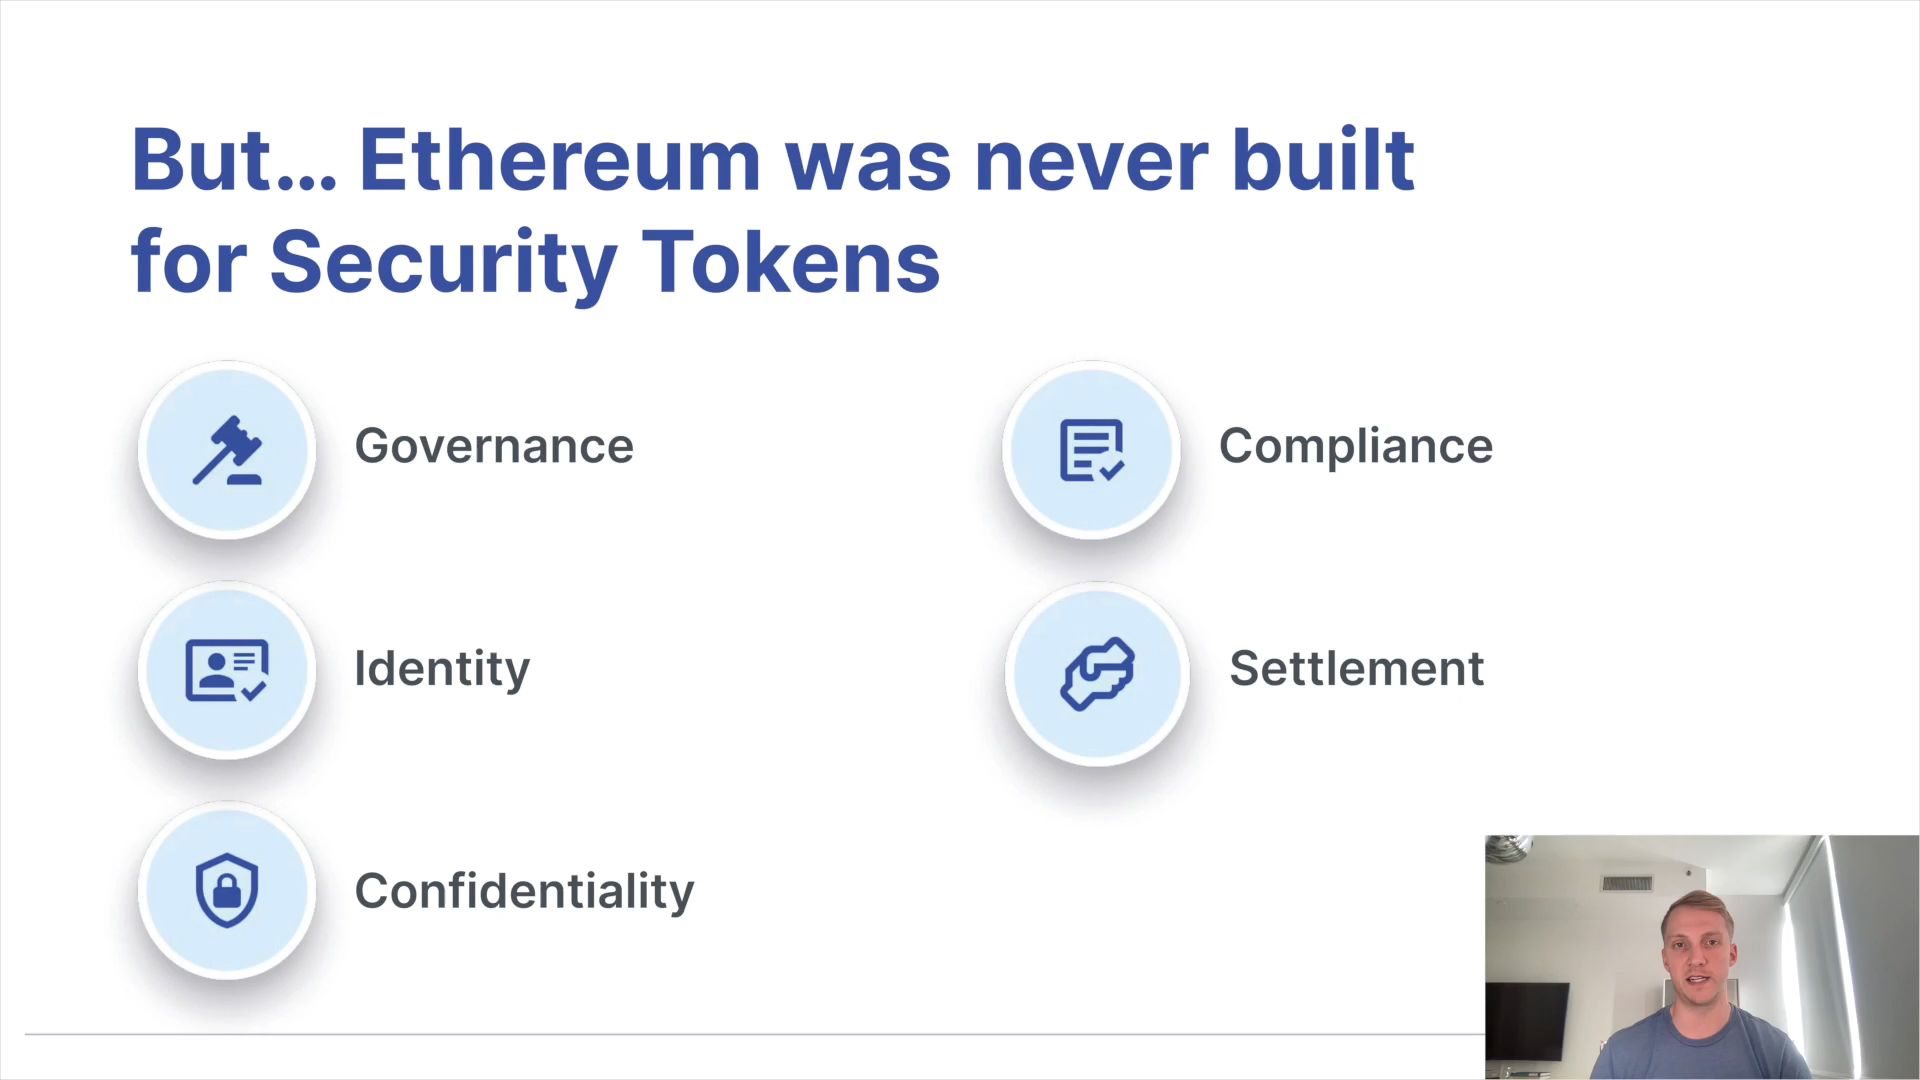 But... Ethereum was never built
for Security Tokens
Governance
Compliance
Identity
Settlement
Confidentiality